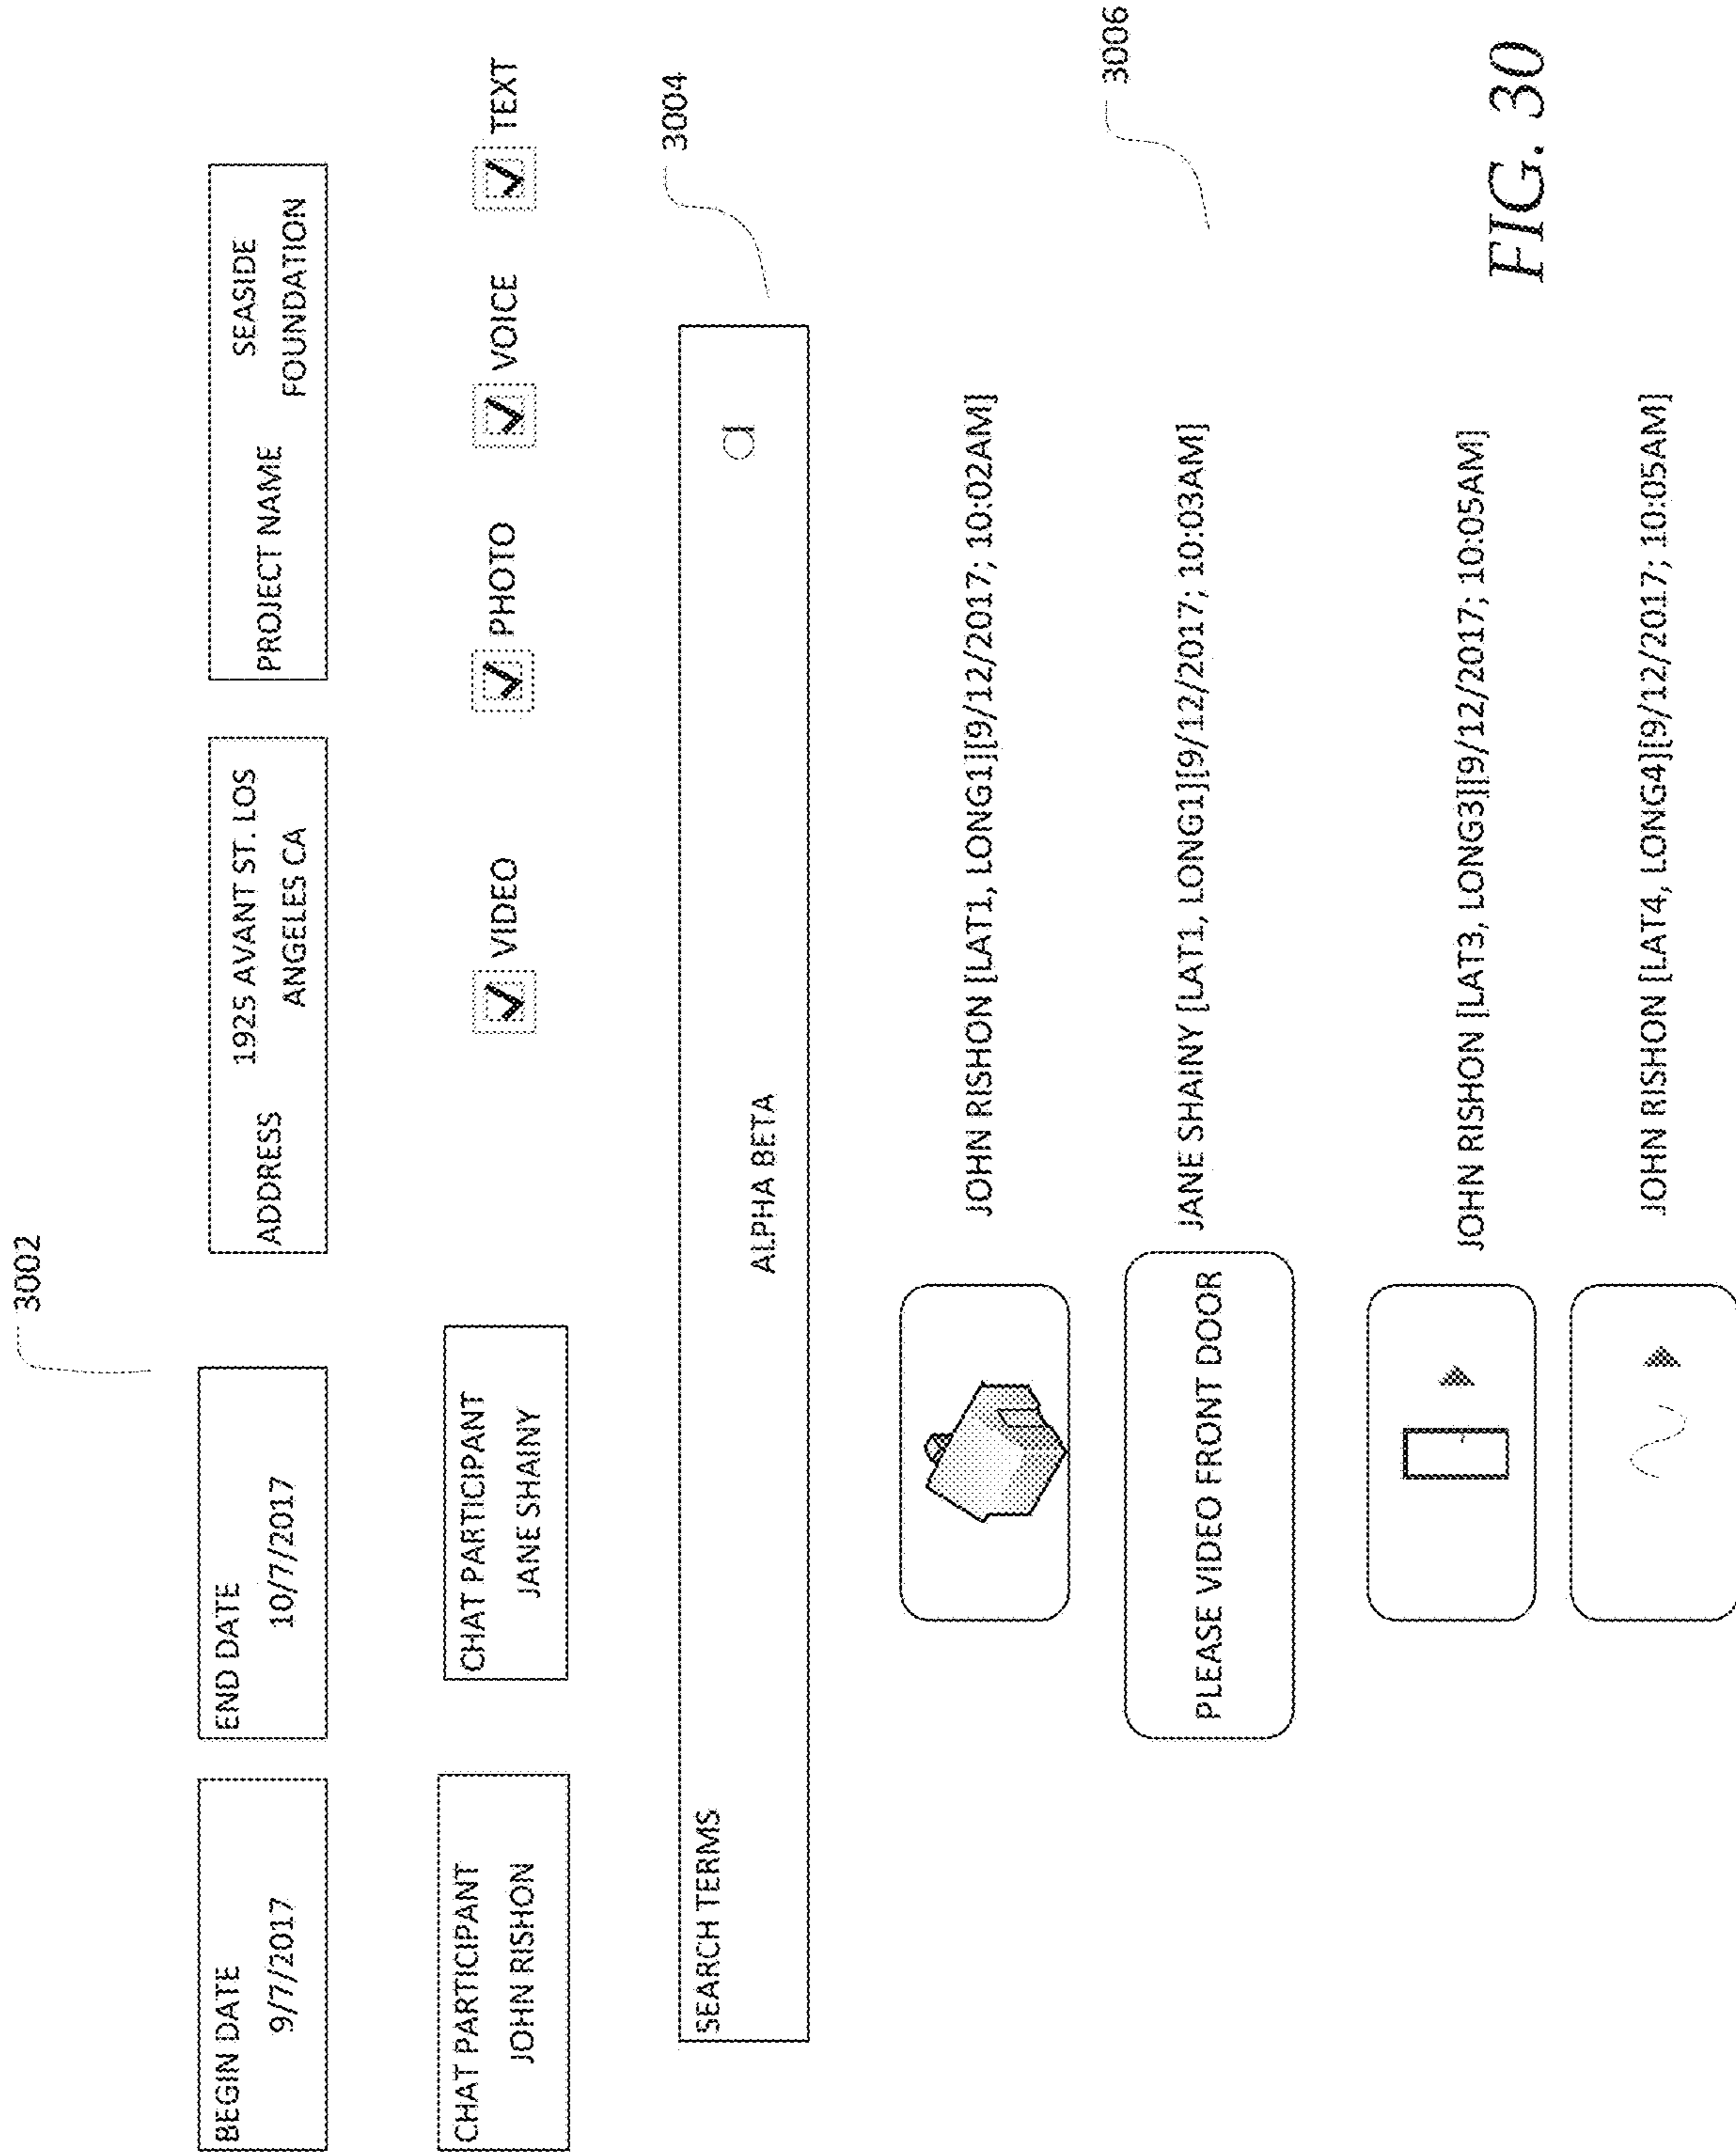 3002
BEGIN DATE
9/7/2017
END DATE
10/7/2017
ADDRESS
1925 AVANT ST. LOS
ANGELES CA
PROJECT NAME
SEASIDE
FOUNDATION
CHAT PARTICIPANT
JOHN RISHON
CHAT PARTICIPANT
JANE SHAINY
VIDEO
PHOTO
VOICE
TEXT
3004
SEARCH TERMS
ALPHA BETA
JOHN RISHON [LAT1, LONG1][9/12/2017; 10:02AM]
3006
PLEASE VIDEO FRONT DOOR
JANE SHAINY [LAT1, LONG1][9/12/2017; 10:03AM]
JOHN RISHON [LAT3, LONG3][9/12/2017; 10:05AM]
JOHN RISHON [LAT4, LONG4][9/12/2017; 10:05AM]
FIG. 30